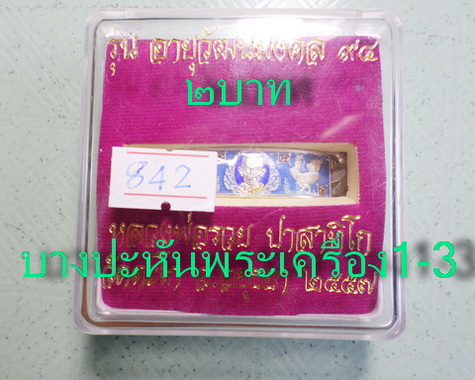 รุ่น อายุวัฒนมงคล ๙๔
๒บาท
842
หลวงพ่อรวย ปาสาทิโก
บางปะหันพระเครื่อง1-33
๒๕๕๗